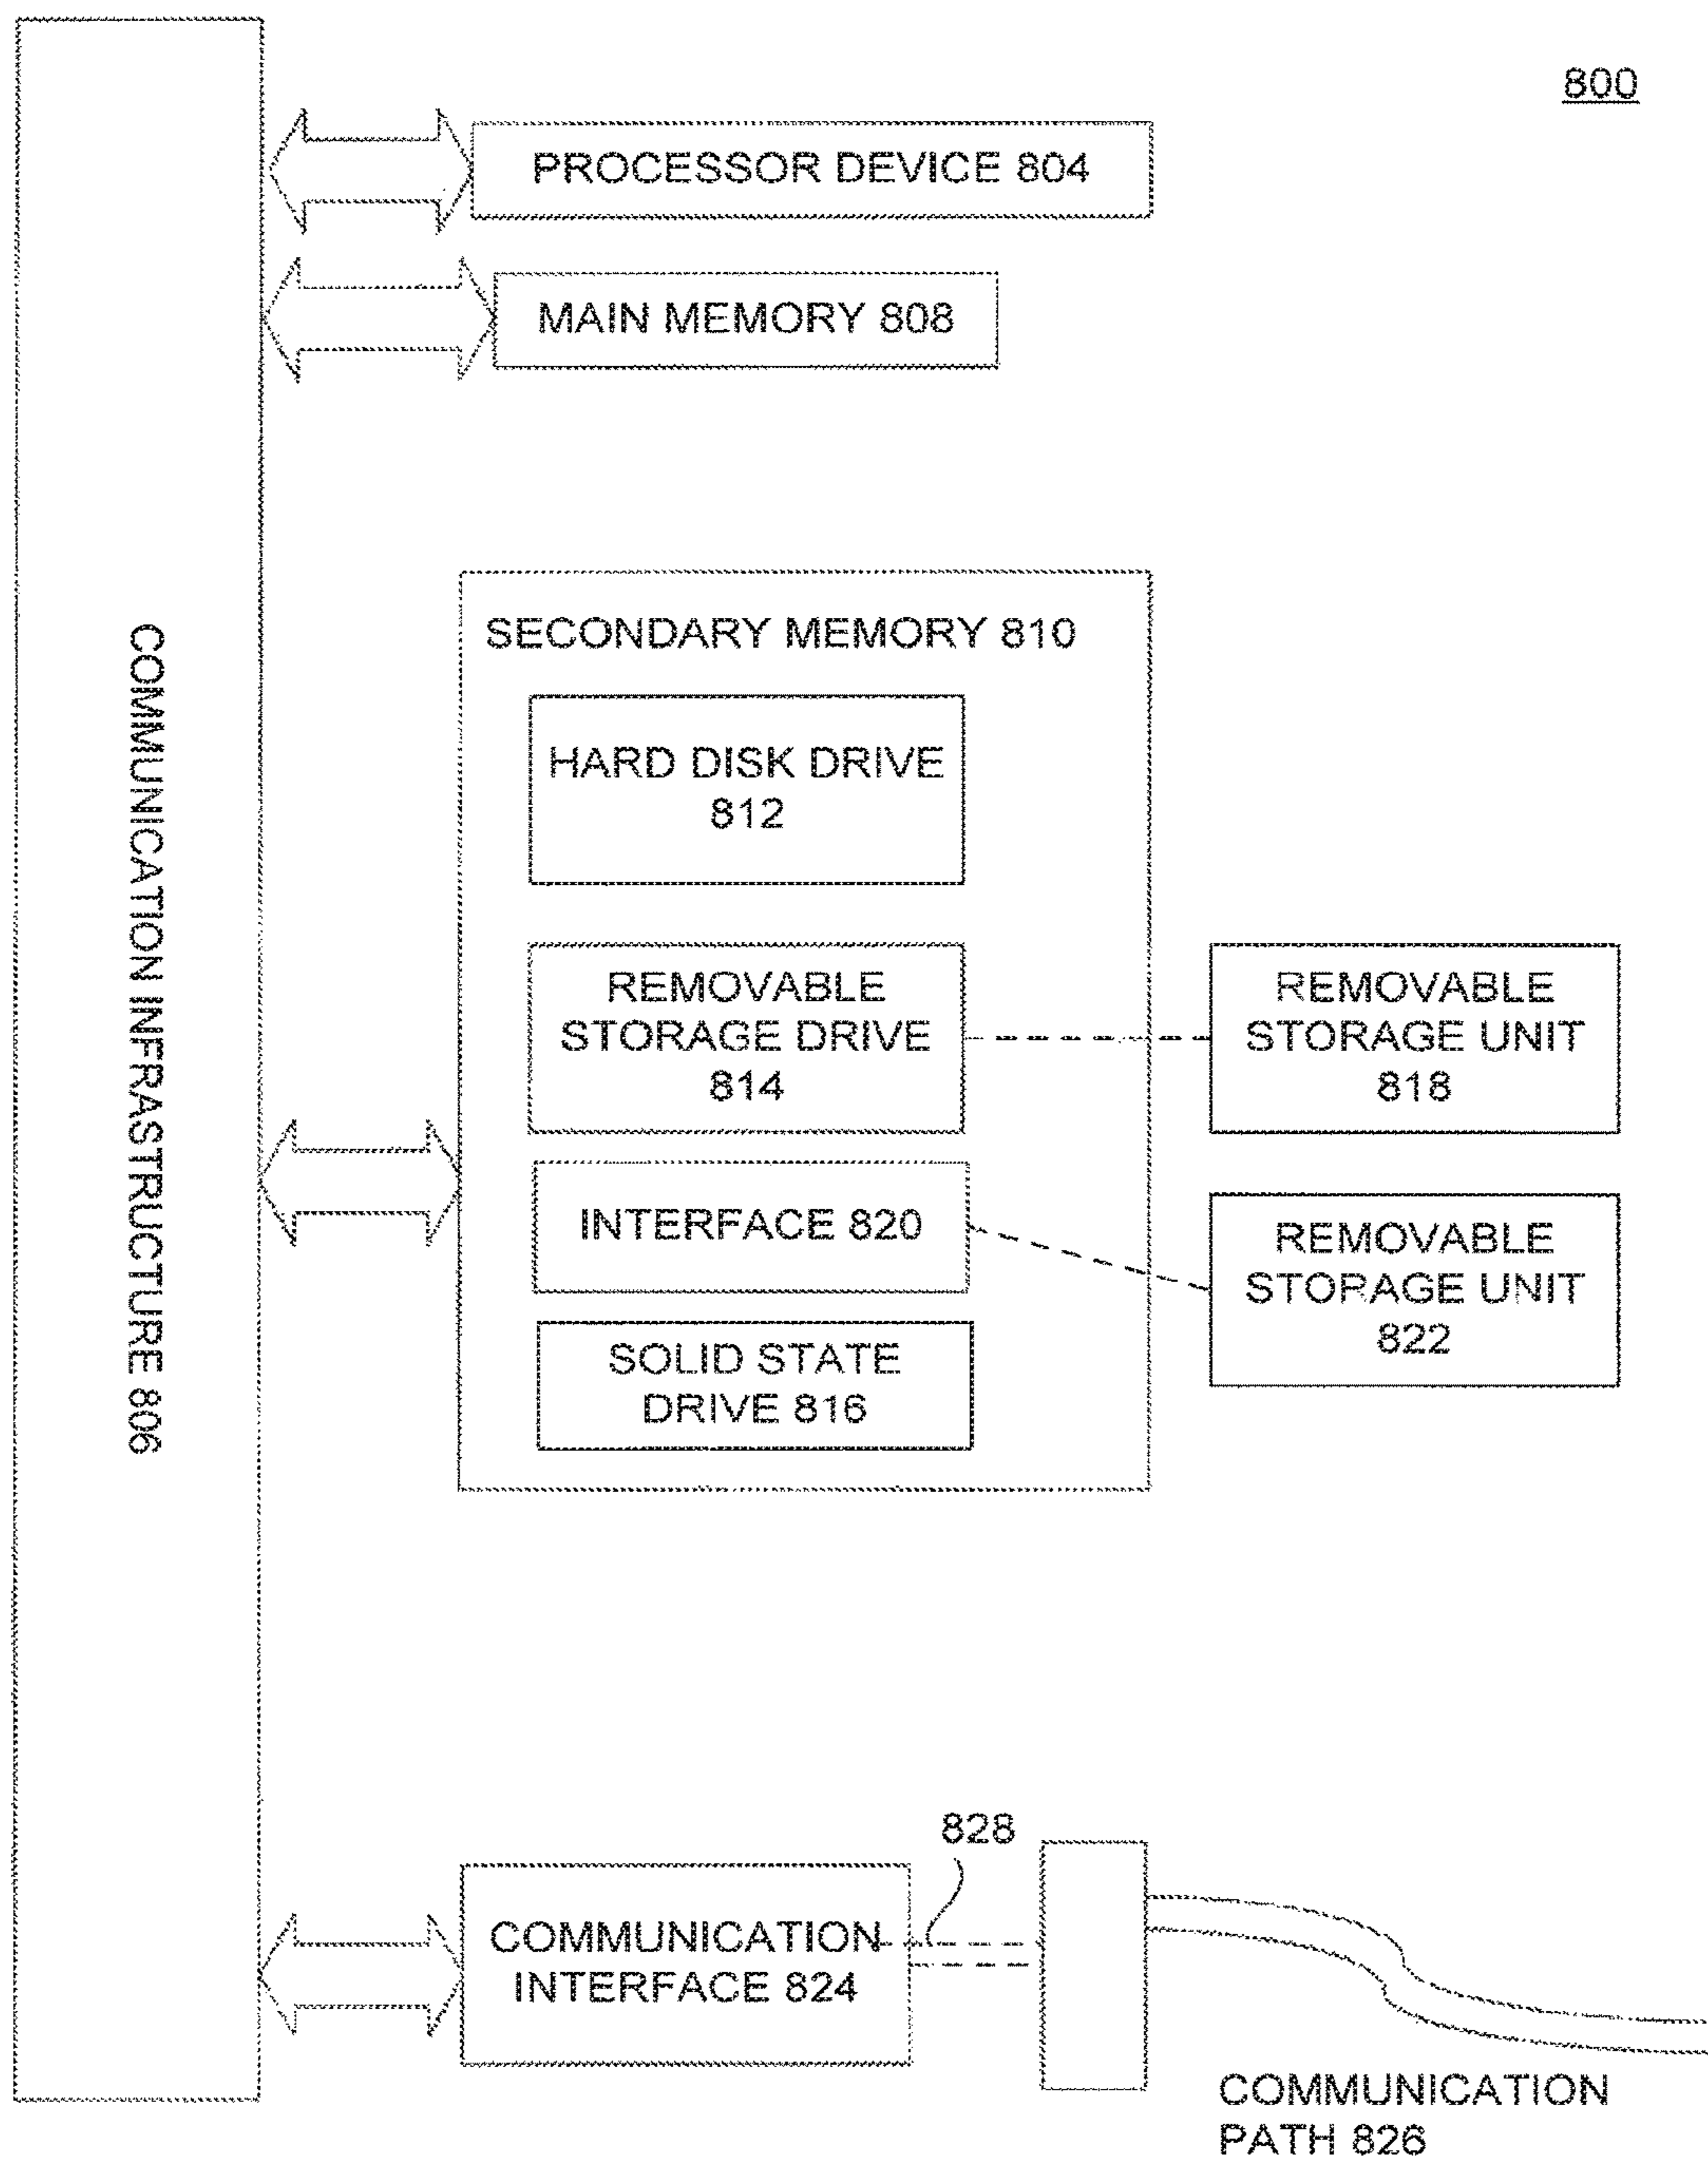 800
PROCESSOR DEVICE 804
MAIN MEMORY 808
COMMUNICATION INFRASTRUCTURE 806
SECONDARY MEMORY 810
HARD DISK DRIVE
812
REMOVABLE
STORAGE DRIVE
814
REMOVABLE
STORAGE UNIT
818
INTERFACE 820
REMOVABLE
STORAGE UNIT
822
SOLID STATE
DRIVE 816
828
COMMUNICATION
INTERFACE 824
COMMUNICATION
PATH 826